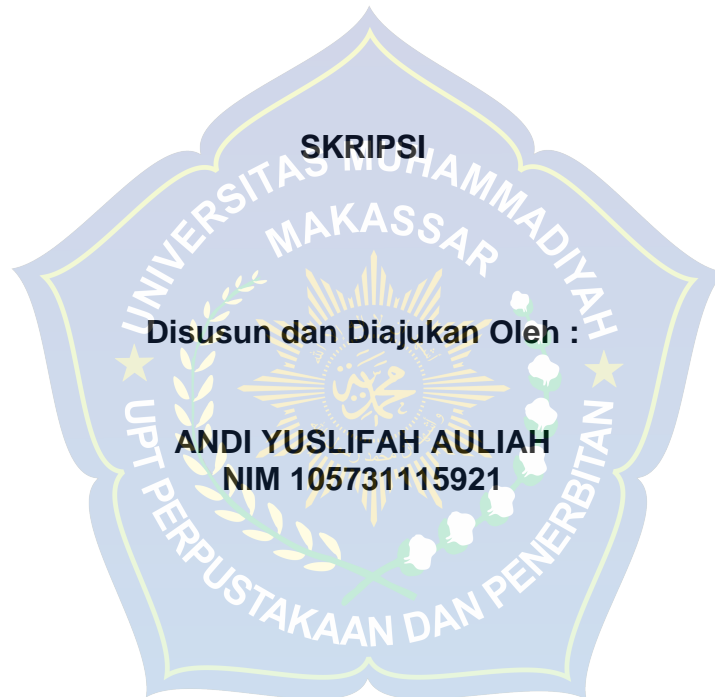 SKRIPSI
UNIVERSITAS MUHAMMADIYAH
MAKASSAR
Disusun dan Diajukan Oleh :
ANDI YUSLIFAH AULIAH
NIM 105731115921
UPT PERPUSTAKAAN DAN PENERBITAN